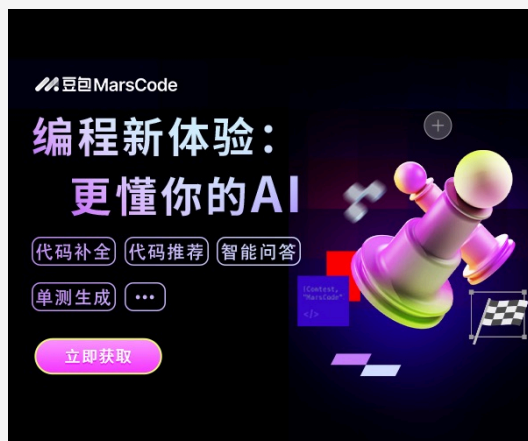 豆包MarsCode
编程新体验：
更懂你的AI
代码补全 代码推荐 智能问答
单测生成 •••
立即获取
(Contest,
"MarsCode"
</>